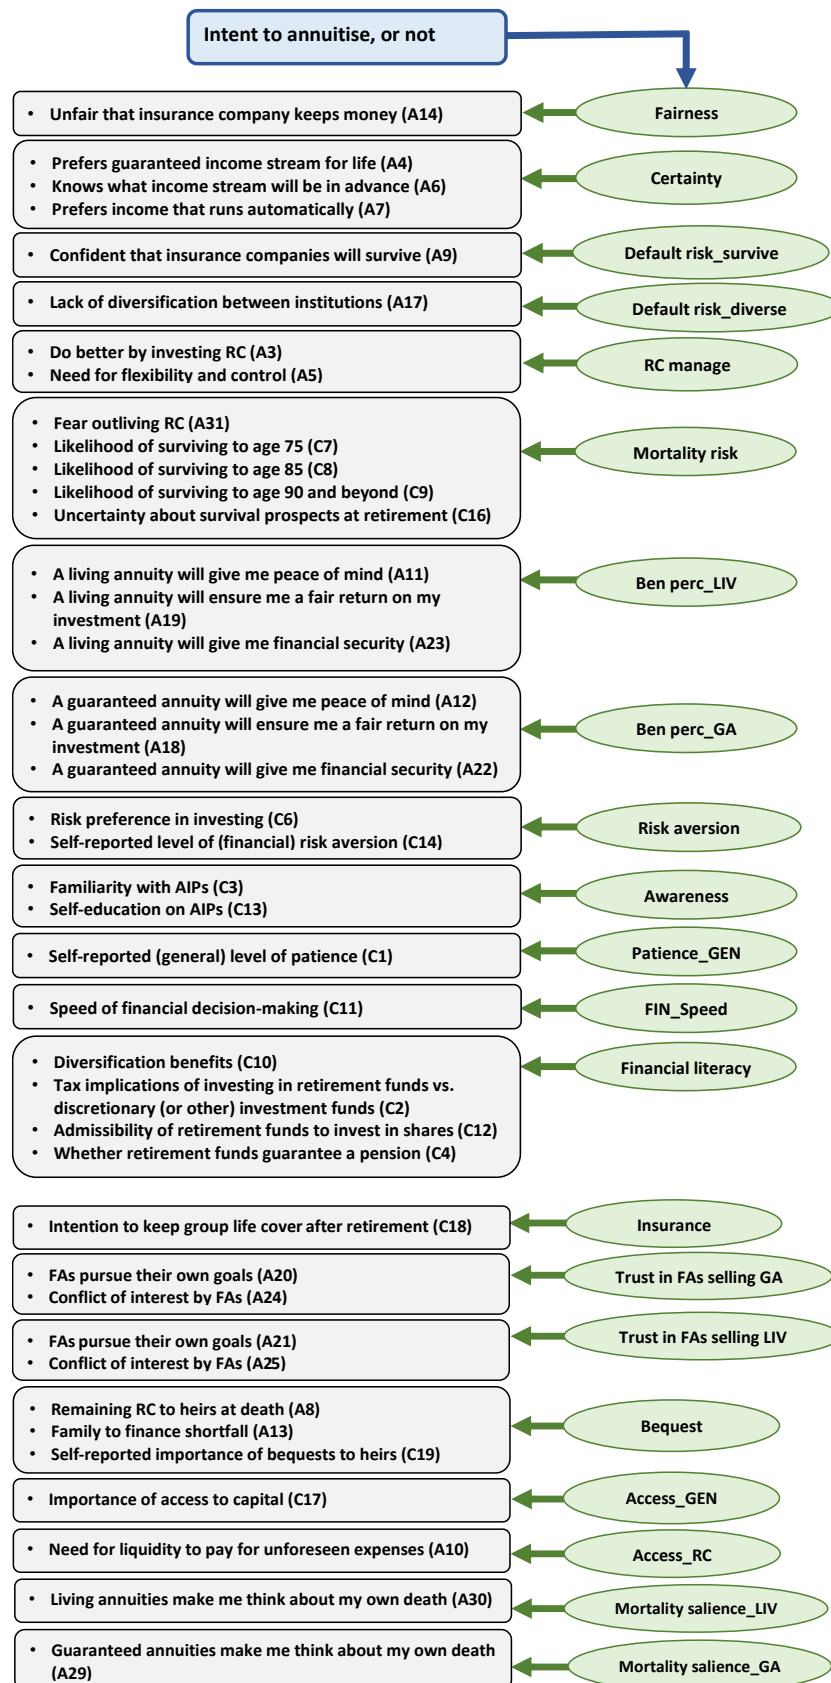 Intent to annuitise, or not
• Unfair that insurance company keeps money (A14)
Fairness
• Prefers guaranteed income stream for life (A4)
• Knows what income stream will be in advance (A6)
• Prefers income that runs automatically (A7)
Certainty
• Confident that insurance companies will survive (A9)
Default risk_survive
• Lack of diversification between institutions (A17)
Default risk_diverse
• Do better by investing RC (A3)
• Need for flexibility and control (A5)
RC manage
• Fear outliving RC (A31)
• Likelihood of surviving to age 75 (C7)
• Likelihood of surviving to age 85 (C8)
• Likelihood of surviving to age 90 and beyond (C9)
• Uncertainty about survival prospects at retirement (C16)
Mortality risk
• A living annuity will give me peace of mind (A11)
• A living annuity will ensure me a fair return on my
investment (A19)
• A living annuity will give me financial security (A23)
Ben perc_LIV
• A guaranteed annuity will give me peace of mind (A12)
• A guaranteed annuity will ensure me a fair return on my
investment (A18)
• A guaranteed annuity will give me financial security (A22)
Ben perc_GA
• Risk preference in investing (C6)
• Self-reported level of (financial) risk aversion (C14)
Risk aversion
• Familiarity with AIPs (C3)
• Self-education on AIPs (C13)
Awareness
• Self-reported (general) level of patience (C1)
Patience_GEN
• Speed of financial decision-making (C11)
FIN_Speed
• Diversification benefits (C10)
• Tax implications of investing in retirement funds vs.
discretionary (or other) investment funds (C2)
• Admissibility of retirement funds to invest in shares (C12)
• Whether retirement funds guarantee a pension (C4)
Financial literacy
• Intention to keep group life cover after retirement (C18)
Insurance
• FAs pursue their own goals (A20)
• Conflict of interest by FAs (A24)
Trust in FAs selling GA
• FAs pursue their own goals (A21)
• Conflict of interest by FAs (A25)
Trust in FAs selling LIV
• Remaining RC to heirs at death (A8)
• Family to finance shortfall (A13)
• Self-reported importance of bequests to heirs (C19)
Bequest
• Importance of access to capital (C17)
Access_GEN
• Need for liquidity to pay for unforeseen expenses (A10)
Access_RC
• Living annuities make me think about my own death (A30)
Mortality salience_LIV
• Guaranteed annuities make me think about my own death
(A29)
Mortality salience_GA